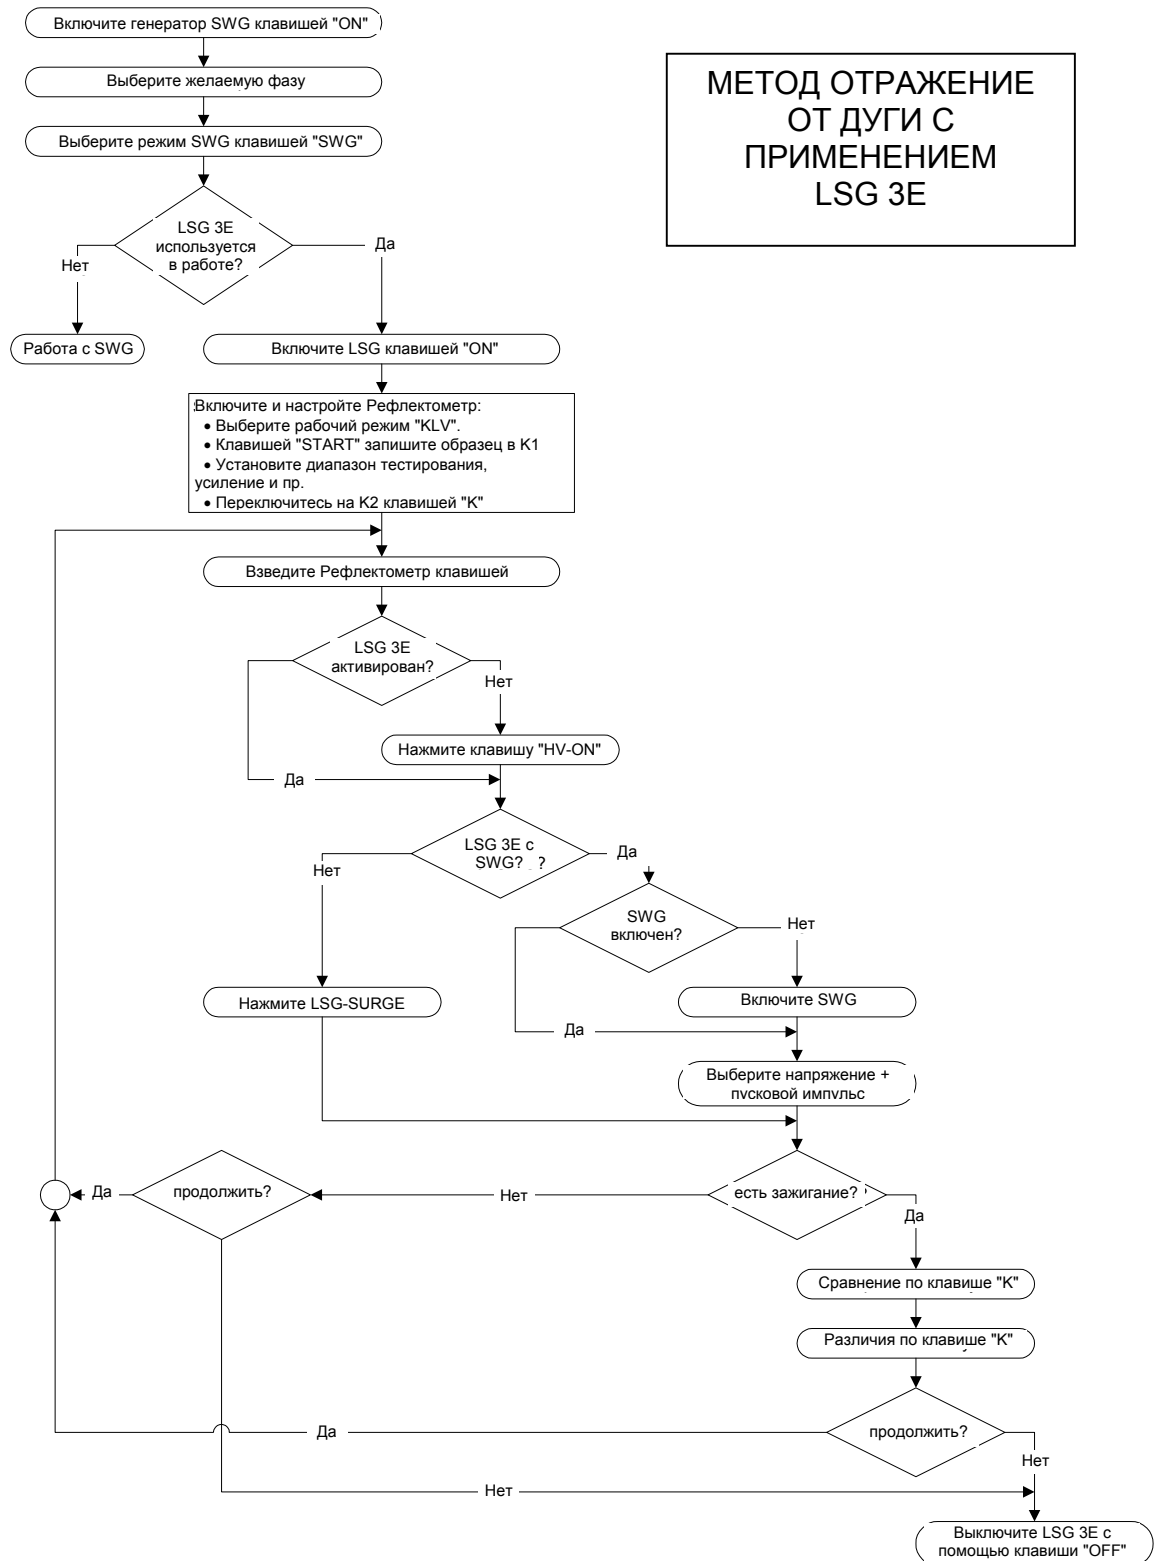 Включите генератор SWG клавишей "ON"
Выберите желаемую фазу
Выберите режим SWG клавишей "SWG"
МЕТОД ОТРАЖЕНИЕ
ОТ ДУГИ С
ПРИМЕНЕНИЕМ
LSG 3E
LSG 3E
используется
в работе?
Нет
Да
Работа с SWG
Включите LSG клавишей "ON"
Включите и настройте Рефлектометр:
• Выберите рабочий режим "KLV".
• Клавишей "START" запишите образец в K1
• Установите диапазон тестирования,
усиление и пр.
• Переключитесь на K2 клавишей "K"
Взведите Рефлектометр клавишей
LSG 3E
активирован?
Нет
Нажмите клавишу "HV-ON"
Да
LSG 3E с
SWG? ?
Нет
Да
SWG
включен?
Нет
Нажмите LSG-SURGE
Включите SWG
Да
Выберите напряжение +
пусковой импульс
Да
продолжить?
Нет
есть зажигание?
Да
Сравнение по клавише "K"
Различия по клавише "K"
Да
продолжить?
Нет
Нет
Выключите LSG 3E с
помощью клавиши "OFF"